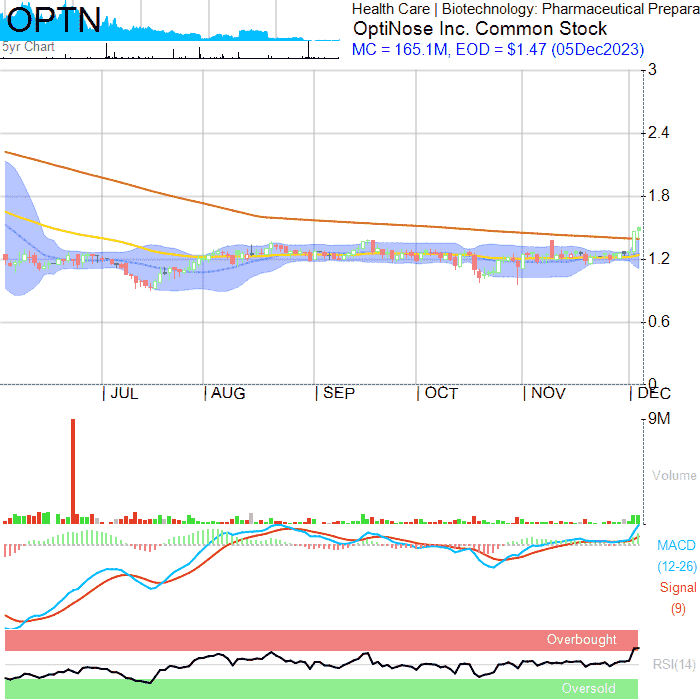 OPTN
Health Care | Biotechnology: Pharmaceutical Prepara
OptiNose Inc. Common Stock
5yr Chart
MC = 165.1M, EOD = $1.47 (05Dec2023)
3
2.4
1.8
1.2
0.6
0
JUL
AUG
SEP
OCT
NOV
DEC
9M
Volume
MACD
(12-26)
Signal
(9)
Overbought
RSI(14)
Oversold